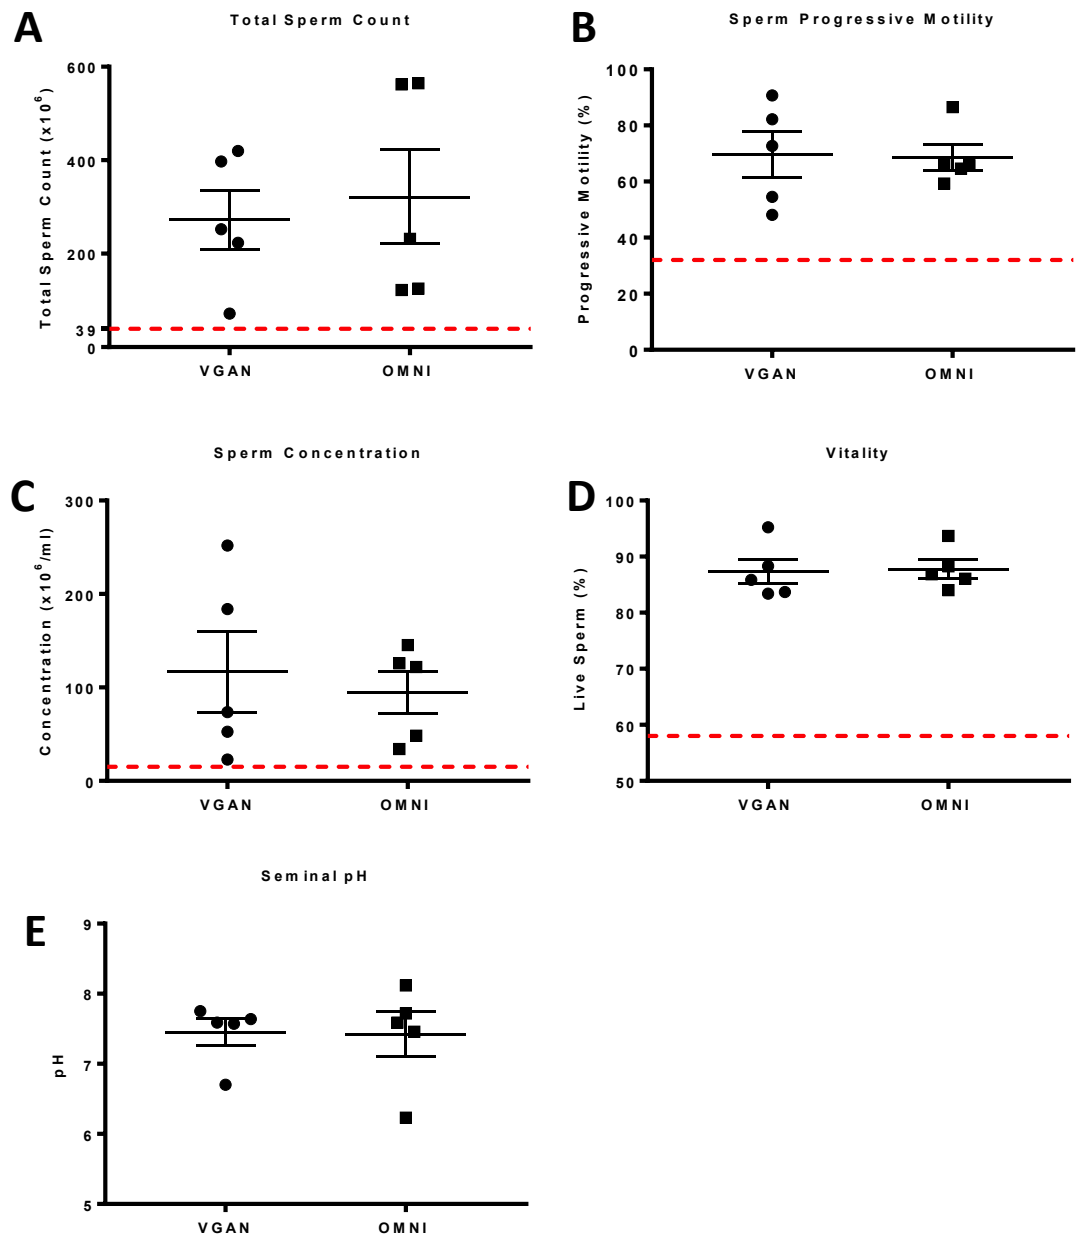 A
Total Sperm Count
Total Sperm Count (x10⁶)
600
400
200
39
0
VGAN
OMNI
B
Sperm Progressive Motility
Progressive Motility (%)
100
80
60
40
20
0
VGAN
OMNI
C
Sperm Concentration
Concentration (x10⁶/ml)
300
200
100
0
VGAN
OMNI
D
Vitality
Live Sperm (%)
100
90
80
70
60
50
VGAN
OMNI
E
Seminal pH
pH
9
8
7
6
5
VGAN
OMNI